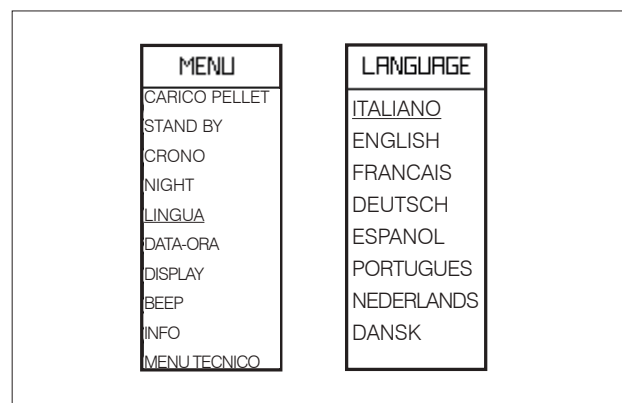 MENU
CARICO PELLET
STAND BY
CRONO
NIGHT
LINGUA
DATA-ORA
DISPLAY
BEEP
INFO
MENU TECNICO
LANGUAGE
ITALIANO
ENGLISH
FRANCAIS
DEUTSCH
ESPANOL
PORTUGUES
NEDERLANDS
DANSK